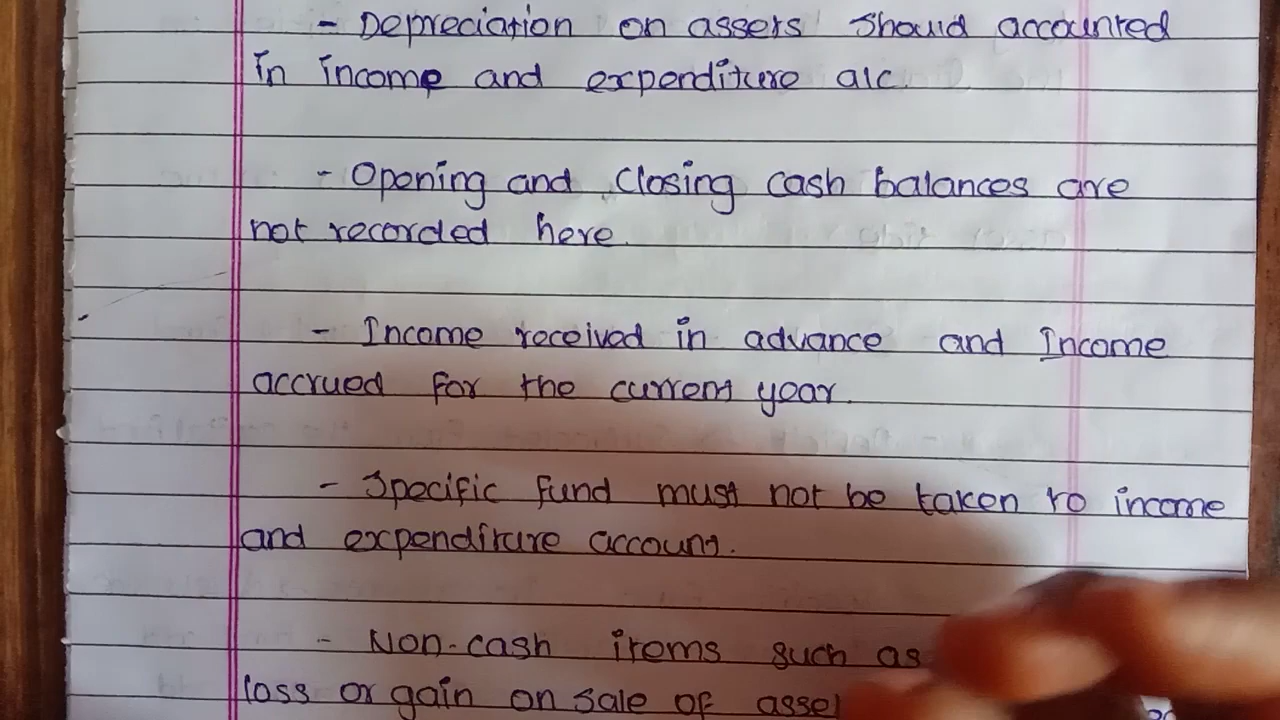 - Depreciation on assets should accounted
in income and expenditure a/c.
- Opening and closing cash balances are
not recorded here.
- Income received in advance and Income
accrued for the current year.
- Specific fund must not be taken to income
and expenditure account.
- Non-cash items such as
loss or gain on sale of